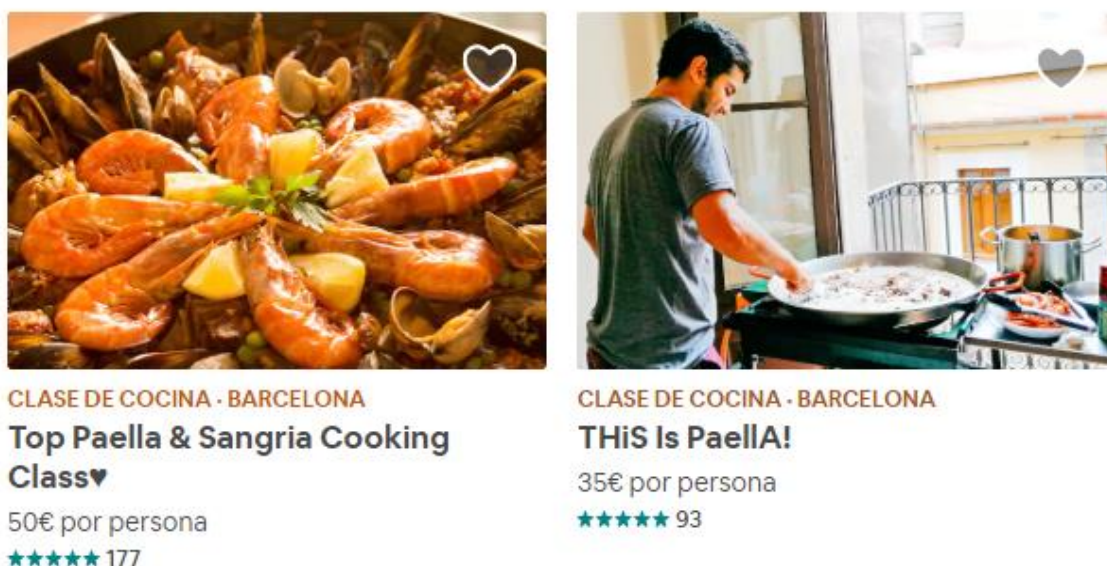 CLASE DE COCINA · BARCELONA
Top Paella & Sangria Cooking
Class♥
50€ por persona
★★★★★ 177
CLASE DE COCINA · BARCELONA
THiS Is PaellA!
35€ por persona
★★★★★ 93